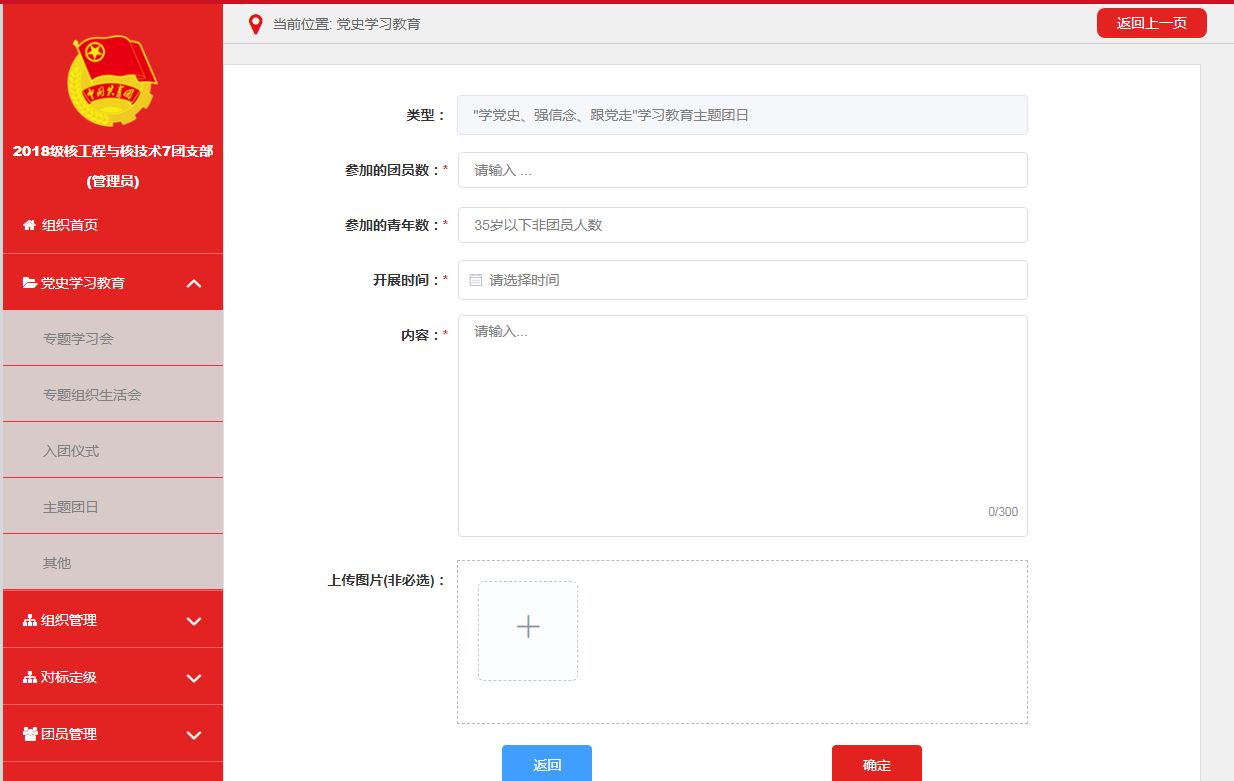 当前位置: 党史学习教育
返回上一页
中国共青团
2018级核工程与核技术7团支部
(管理员)
组织首页
党史学习教育
专题学习会
专题组织生活会
入团仪式
主题团日
其他
组织管理
对标定级
团员管理
类型： "学党史、强信念、跟党走"学习教育主题团日
参加的团员数：* 请输入 ...
参加的青年数：* 35岁以下非团员人数
开展时间：* 请选择时间
内容：* 请输入...
0/300
上传图片(非必选)：
返回
确定